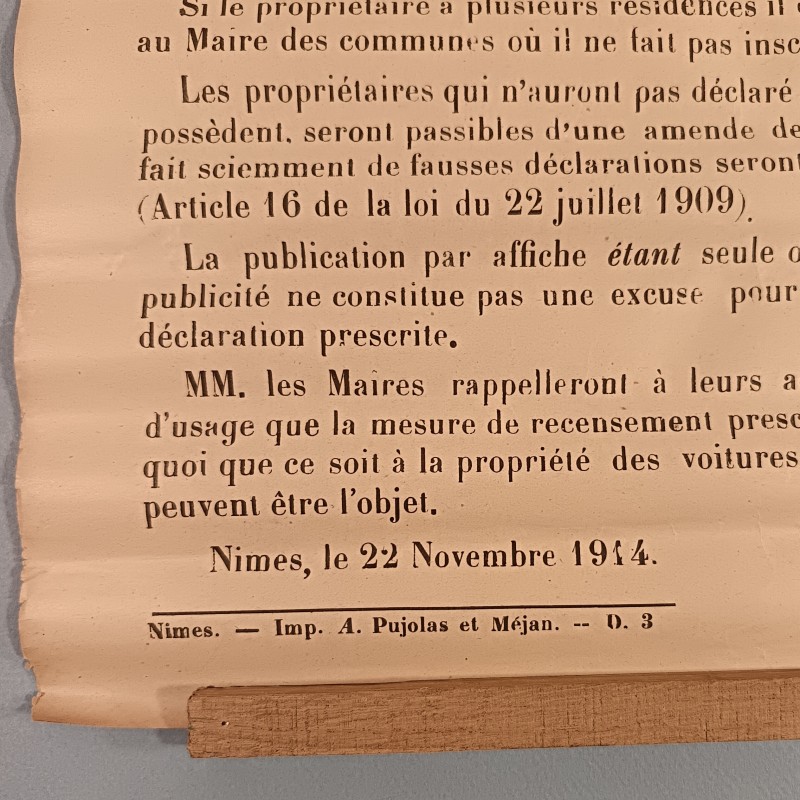 Si le propriétaire a plusieurs résidences il
au Maire des communes où il ne fait pas insc
Les propriétaires qui n'auront pas déclaré
possèdent, seront passibles d'une amende de
fait sciemment de fausses déclarations seront
(Article 16 de la loi du 22 juillet 1909).
La publication par affiche étant seule o
publicité ne constitue pas une excuse pour
déclaration prescrite.
MM. les Maires rappelleront à leurs a
d'usage que la mesure de recensement presc
quoi que ce soit à la propriété des voitures
peuvent être l'objet.
Nimes, le 22 Novembre 1914.
Nimes. — Imp. A. Pujolas et Méjan. -- D. 3